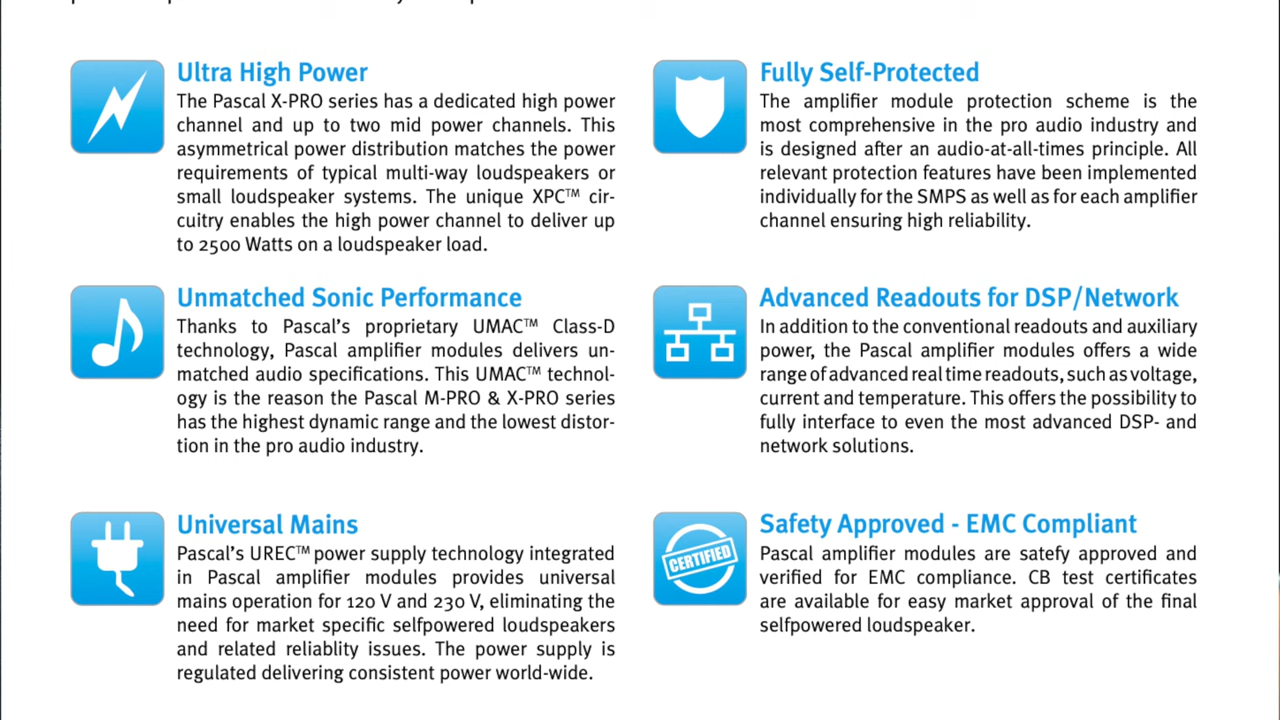 Ultra High Power
The Pascal X-PRO series has a dedicated high power
channel and up to two mid power channels. This
asymmetrical power distribution matches the power
requirements of typical multi-way loudspeakers or
small loudspeaker systems. The unique XPC™ cir-
cuitry enables the high power channel to deliver up
to 2500 Watts on a loudspeaker load.
Unmatched Sonic Performance
Thanks to Pascal's proprietary UMAC™ Class-D
technology, Pascal amplifier modules delivers un-
matched audio specifications. This UMAC™ technol-
ogy is the reason the Pascal M-PRO & X-PRO series
has the highest dynamic range and the lowest distor-
tion in the pro audio industry.
Universal Mains
Pascal's UREC™ power supply technology integrated
in Pascal amplifier modules provides universal
mains operation for 120 V and 230 V, eliminating the
need for market specific selfpowered loudspeakers
and related reliablity issues. The power supply is
regulated delivering consistent power world-wide.
Fully Self-Protected
The amplifier module protection scheme is the
most comprehensive in the pro audio industry and
is designed after an audio-at-all-times principle. All
relevant protection features have been implemented
individually for the SMPS as well as for each amplifier
channel ensuring high reliability.
Advanced Readouts for DSP/Network
In addition to the conventional readouts and auxiliary
power, the Pascal amplifier modules offers a wide
range of advanced real time readouts, such as voltage,
current and temperature. This offers the possibility to
fully interface to even the most advanced DSP- and
network solutions.
CERTIFIED
Safety Approved - EMC Compliant
Pascal amplifier modules are satefy approved and
verified for EMC compliance. CB test certificates
are available for easy market approval of the final
selfpowered loudspeaker.